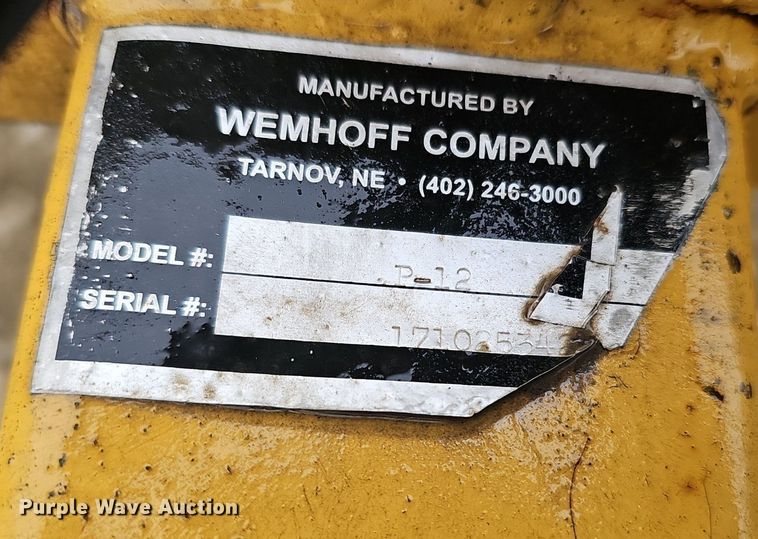 MANUFACTURED BY
WEMHOFF COMPANY
TARNOV, NE • (402) 246-3000
MODEL #: P-12
SERIAL #:
Purple Wave Auction